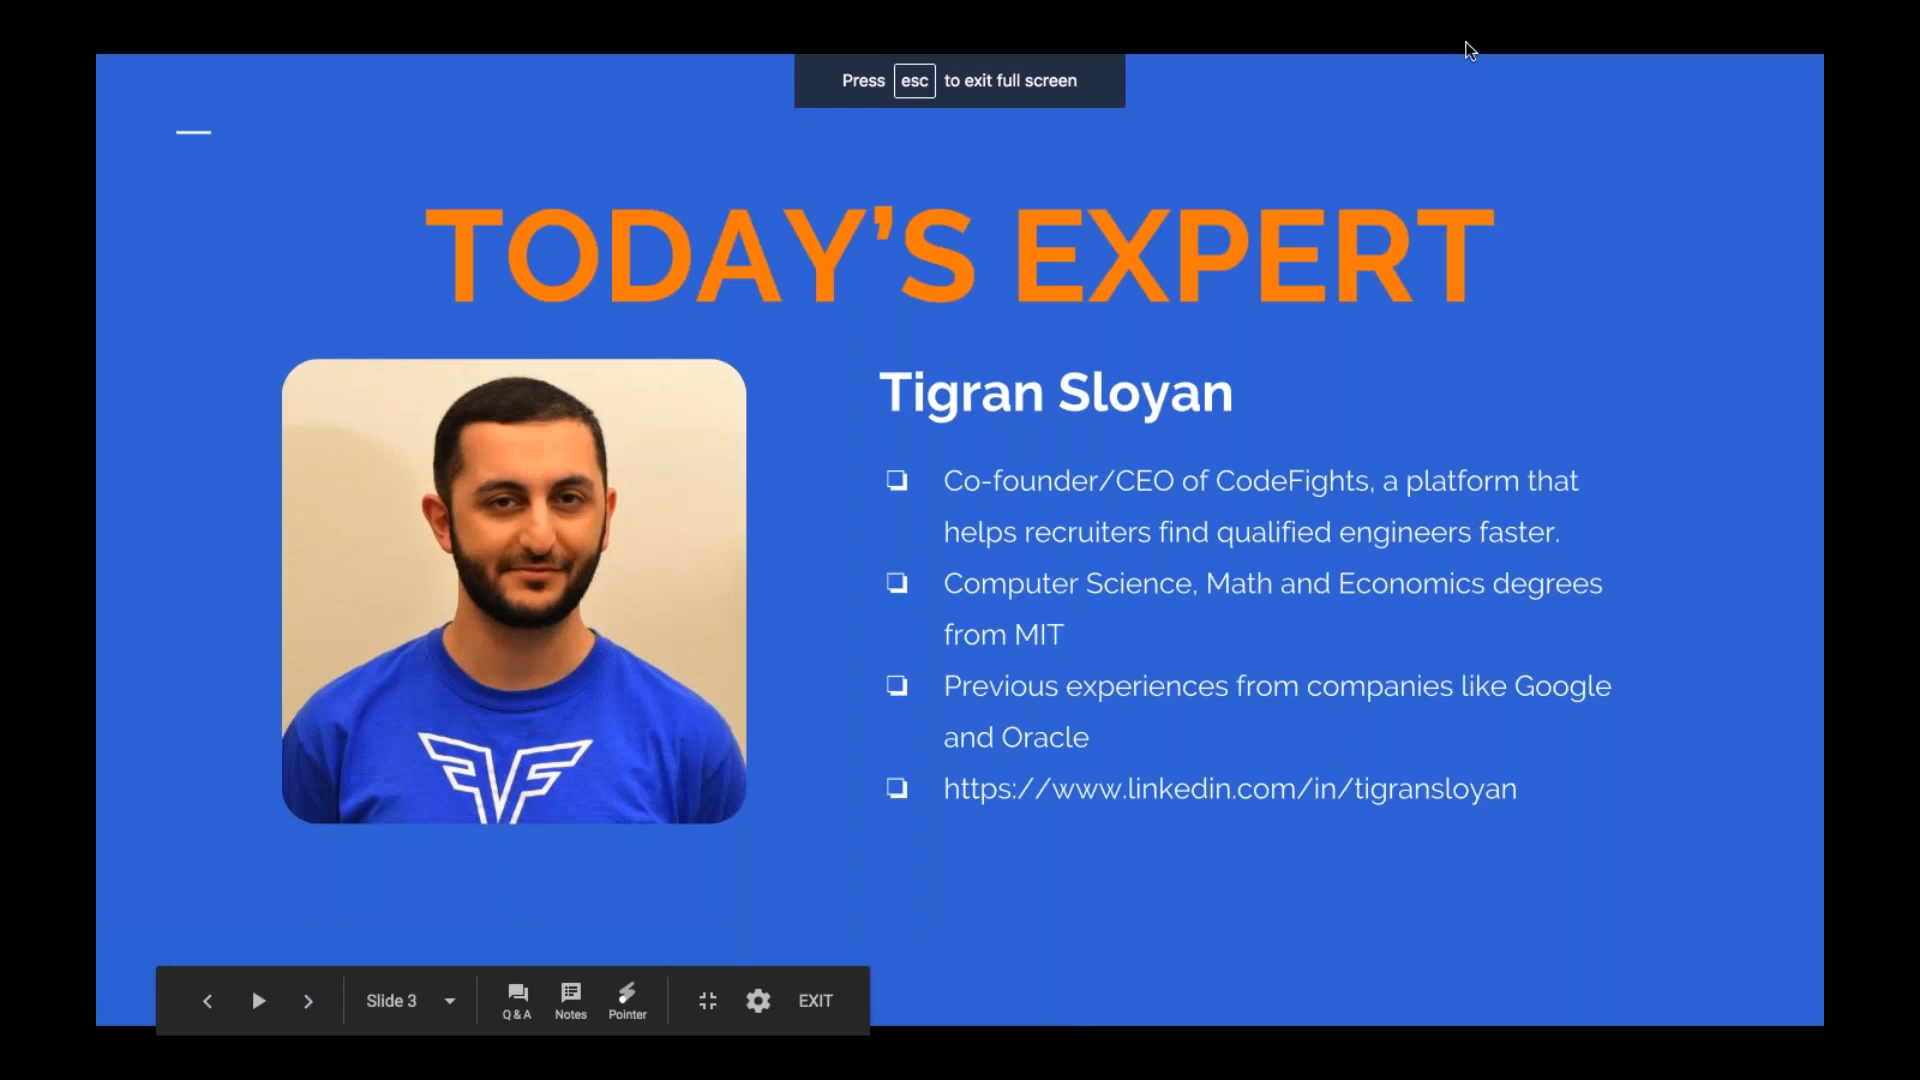 Press esc to exit full screen
TODAY’S EXPERT
Tigran Sloyan
Co-founder/CEO of CodeFights, a platform that
helps recruiters find qualified engineers faster.
Computer Science, Math and Economics degrees
from MIT
Previous experiences from companies like Google
and Oracle
https://www.linkedin.com/in/tigransloyan
Slide 3
Q & A
Notes
Pointer
EXIT